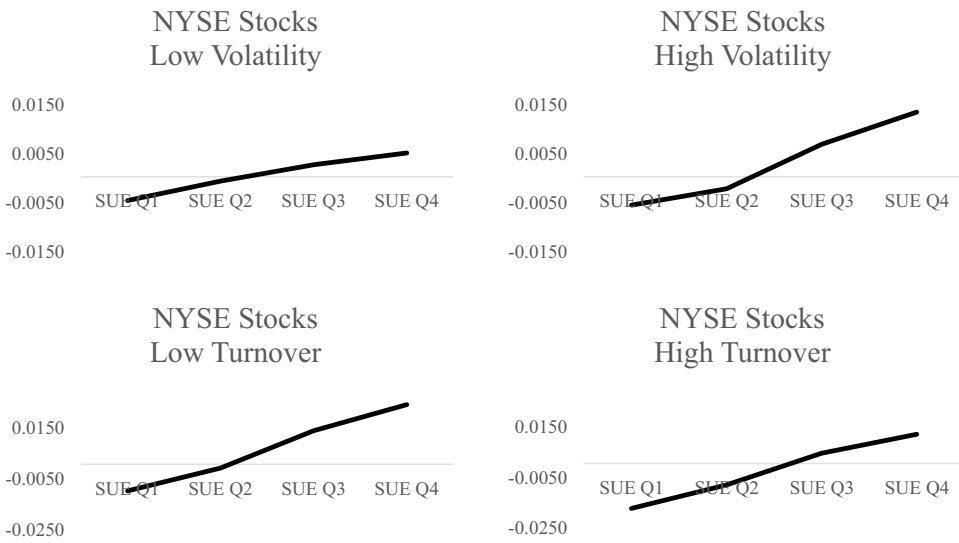 NYSE Stocks
Low Volatility
0.0150
0.0050
-0.0050
-0.0150
SUE Q1 SUE Q2 SUE Q3 SUE Q4
NYSE Stocks
High Volatility
0.0150
0.0050
-0.0050
-0.0150
SUE Q1 SUE Q2 SUE Q3 SUE Q4
NYSE Stocks
Low Turnover
0.0150
-0.0050
-0.0250
SUE Q1 SUE Q2 SUE Q3 SUE Q4
NYSE Stocks
High Turnover
0.0150
-0.0050
-0.0250
SUE Q1 SUE Q2 SUE Q3 SUE Q4